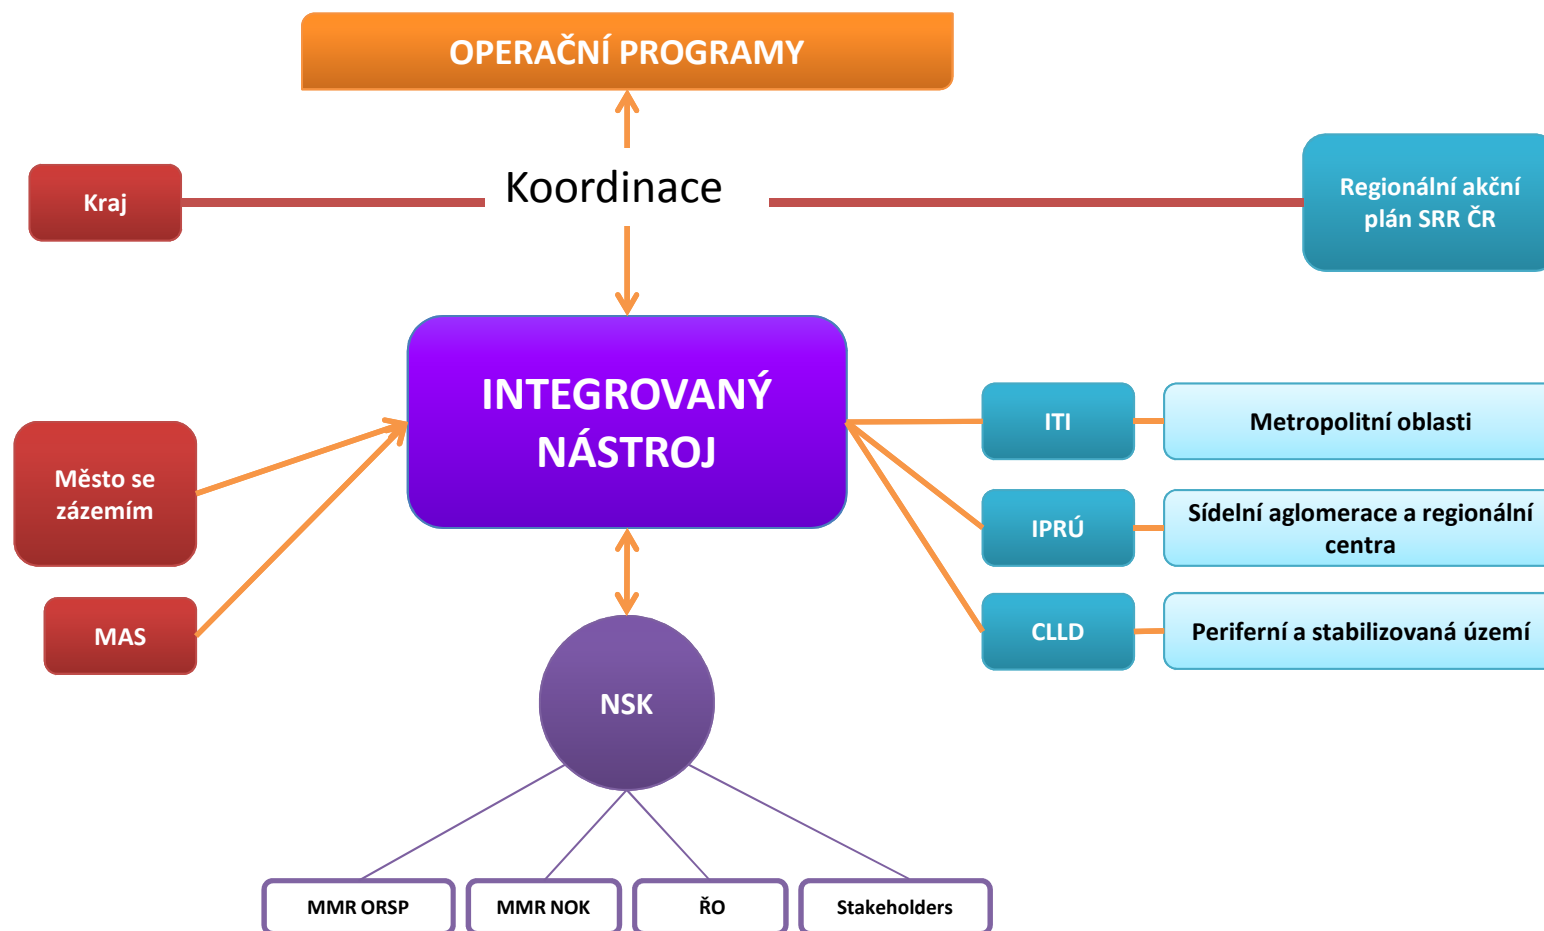 OPERAČNÍ PROGRAMY
Kraj
Koordinace
Regionální akční
plán SRR ČR
INTEGROVANÝ
NÁSTROJ
Město se
zázemím
MAS
ITI
Metropolitní oblasti
IPRÚ
Sídelní aglomerace a regionální
centra
CLLD
Periferní a stabilizovaná území
NSK
MMR ORSP
MMR NOK
ŘO
Stakeholders